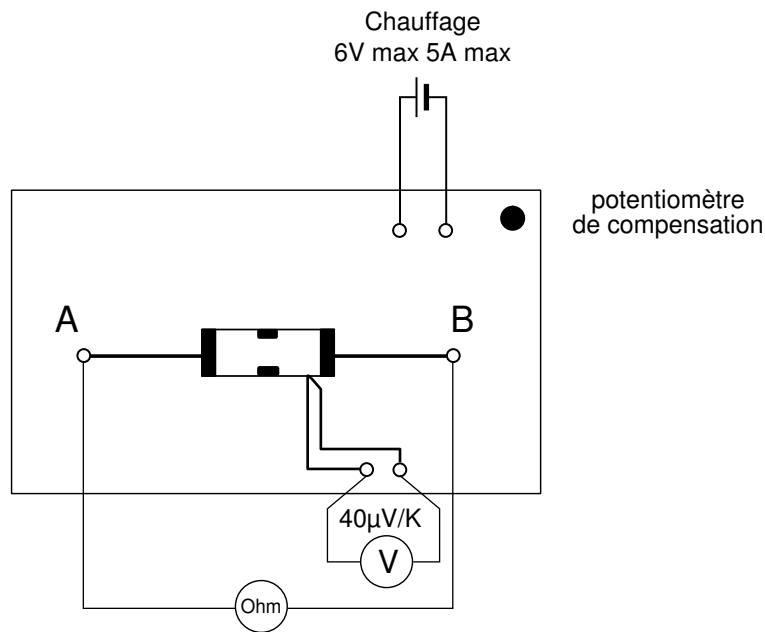 Chauffage
6V max 5A max
potentiomètre
de compensation
A
B
40µV/K
V
Ohm